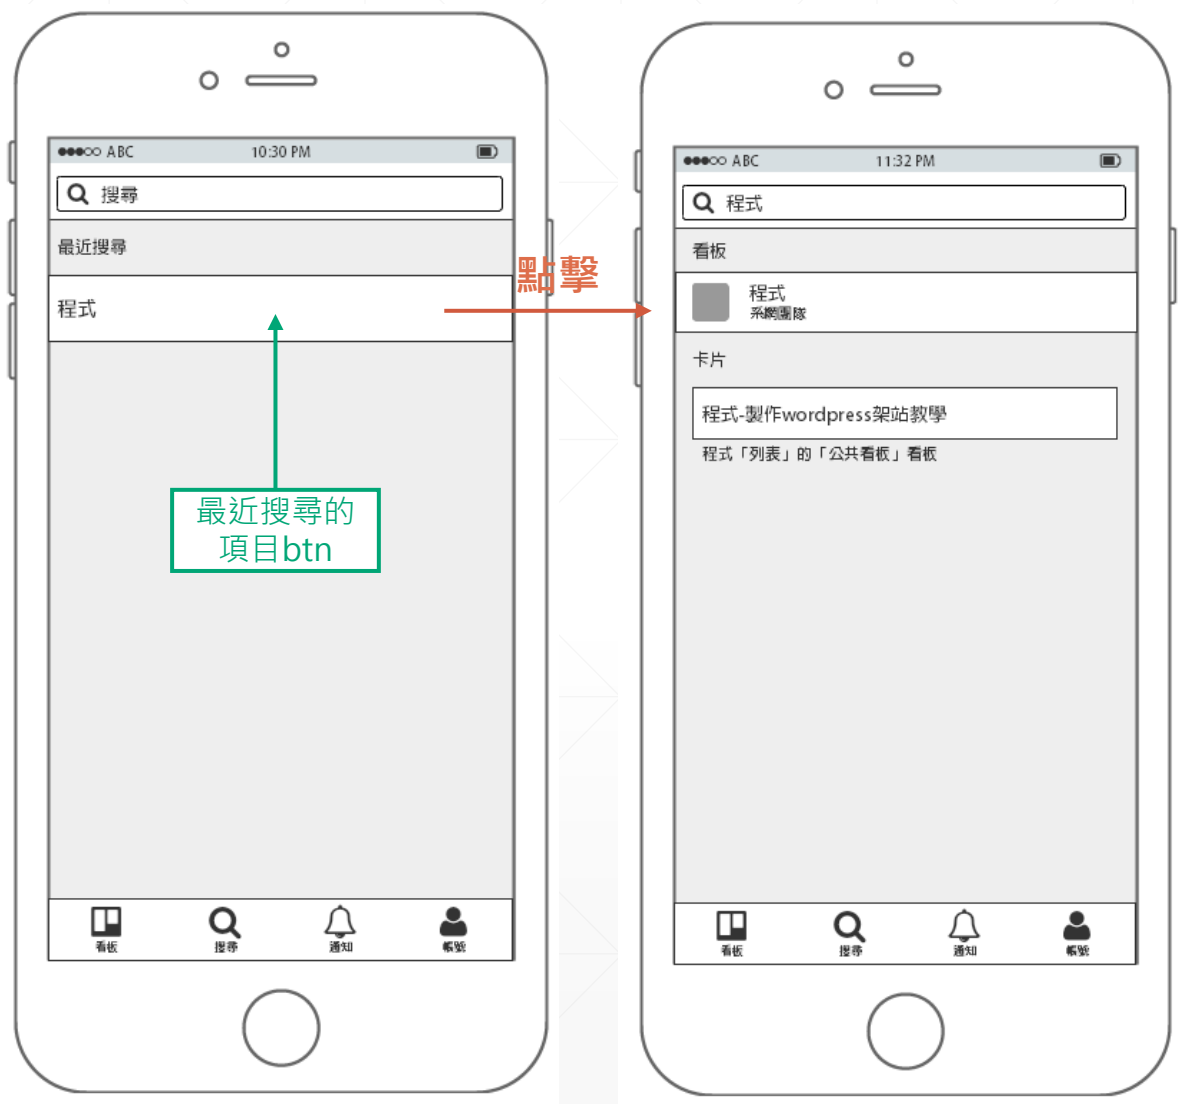 ABC 10:30 PM
搜尋
最近搜尋
程式
最近搜尋的
項目btn
看板 搜尋 通知 帳號
點擊
ABC 11:32 PM
程式
看板
程式
系網團隊
卡片
程式-製作wordpress架站教學
程式「列表」的「公共看板」看板
看板 搜尋 通知 帳號